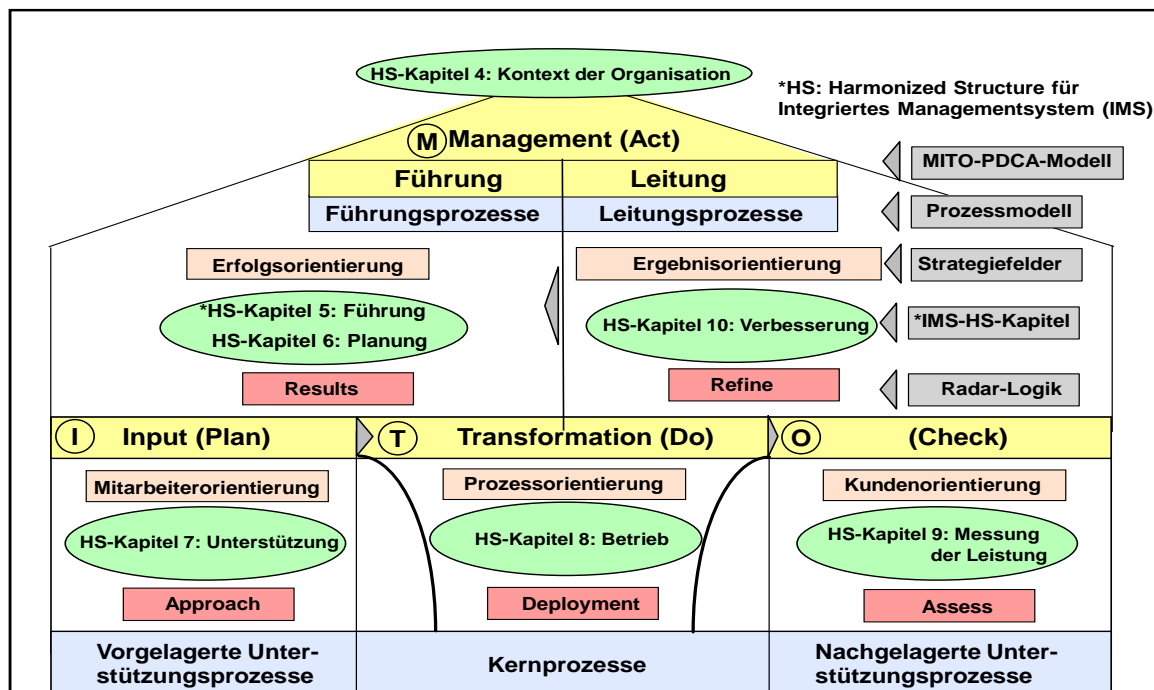 HS-Kapitel 4: Kontext der Organisation
*HS: Harmonized Structure für
Integriertes Managementsystem (IMS)
M Management (Act)
MITO-PDCA-Modell
Führung
Leitung
Führungsprozesse
Leitungsprozesse
Prozessmodell
Erfolgsorientierung
Ergebnisorientierung
Strategiefelder
*HS-Kapitel 5: Führung
HS-Kapitel 6: Planung
HS-Kapitel 10: Verbesserung
*IMS-HS-Kapitel
Results
Refine
Radar-Logik
I Input (Plan)
T Transformation (Do)
O (Check)
Mitarbeiterorientierung
Prozessorientierung
Kundenorientierung
HS-Kapitel 7: Unterstützung
HS-Kapitel 8: Betrieb
HS-Kapitel 9: Messung
der Leistung
Approach
Deployment
Assess
Vorgelagerte Unter-
stützungsprozesse
Kernprozesse
Nachgelagerte Unter-
stützungsprozesse